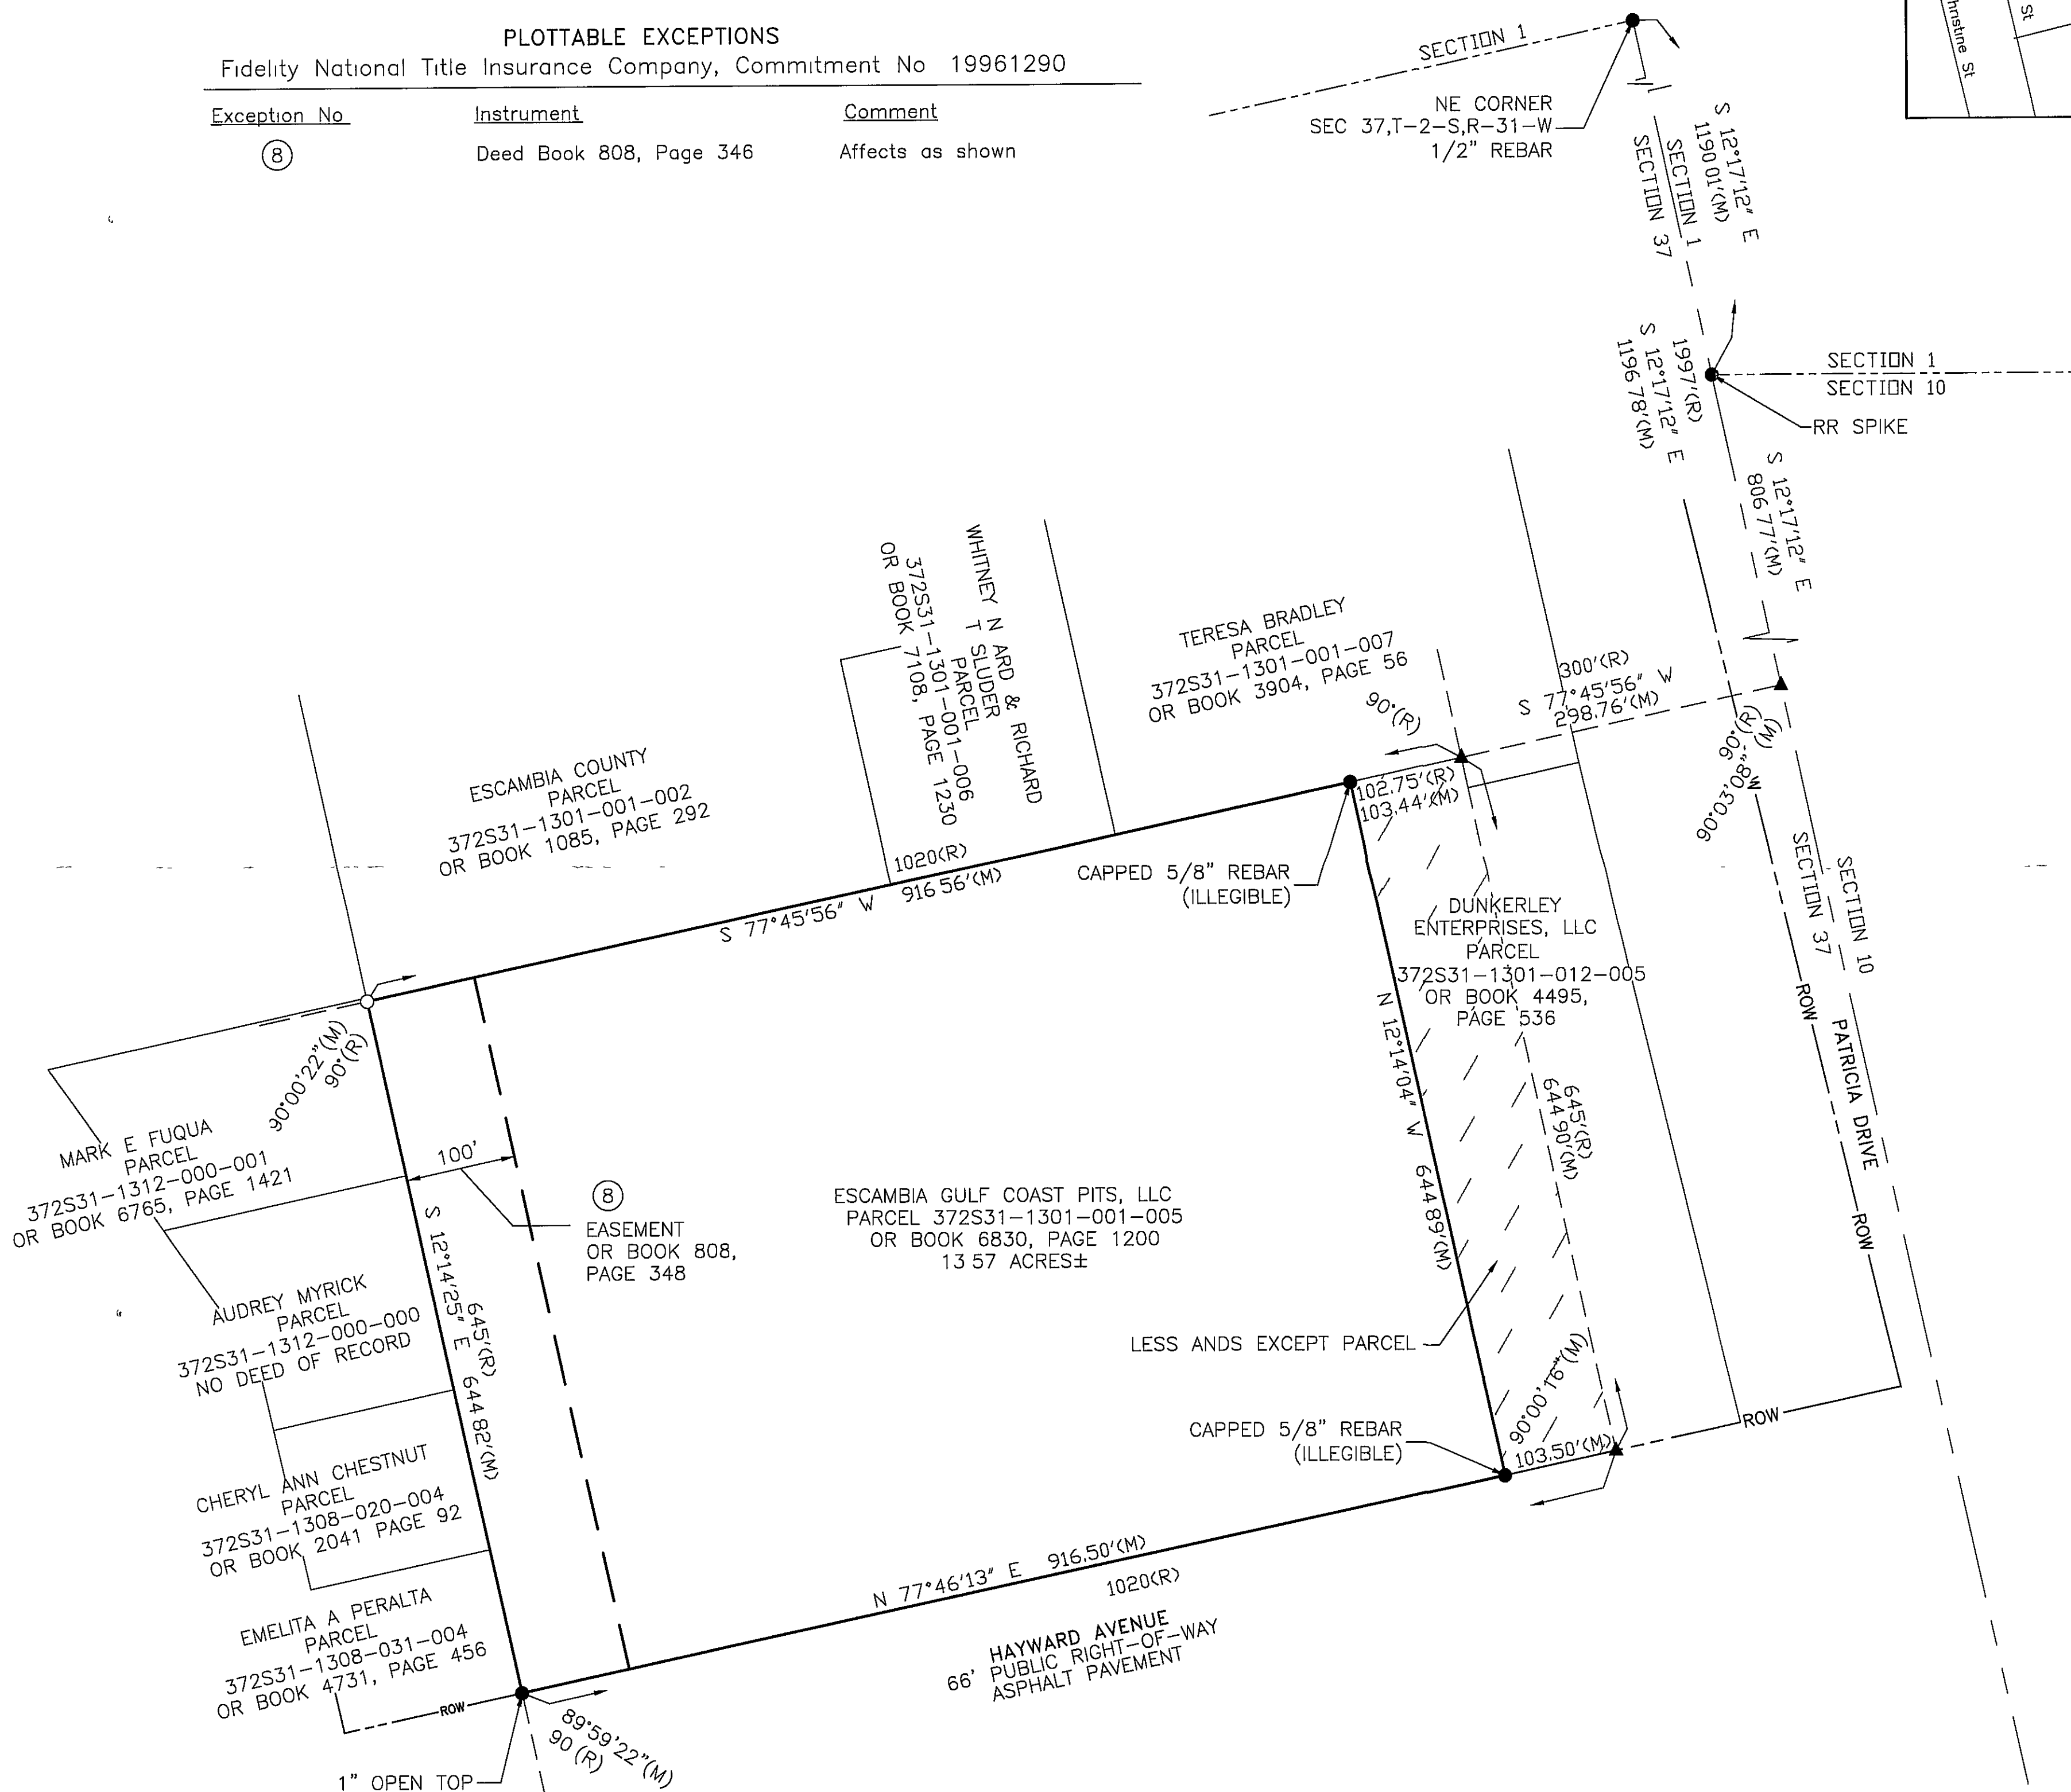 PLOTTABLE EXCEPTIONS
Fidelity National Title Insurance Company, Commitment No 19961290
Exception No Instrument Comment
8 Deed Book 808, Page 346 Affects as shown
SECTION 1
NE CORNER
SEC 37,T-2-S,R-31-W
1/2" REBAR
St
S 12°17'12" E
1190 01'(M)
SECTION 1
SECTION 37
1997'(R)
S 12°17'12" E
1196 78'(M)
SECTION 1
SECTION 10
RR SPIKE
S 12°17'12" E
806 77'(M)
WHITNEY N ARD & RICHARD
T SLUDER
PARCEL
372S31-1301-001-006
OR BOOK 7108, PAGE 1230
TERESA BRADLEY
PARCEL
372S31-1301-001-007
OR BOOK 3904, PAGE 56
90°(R)
300'(R)
S 77°45'56" W
298.76'(M)
90°(R)
90°03'08" (M)
ESCAMBIA COUNTY
PARCEL
372S31-1301-001-002
OR BOOK 1085, PAGE 292
102.75'(R)
103.44'(M)
1020(R)
S 77°45'56" W 916 56'(M)
CAPPED 5/8" REBAR
(ILLEGIBLE)
DUNKERLEY
ENTERPRISES, LLC
PARCEL
372S31-1301-012-005
OR BOOK 4495,
PAGE 536
SECTION 10
SECTION 37
ROW
PATRICIA DRIVE
ROW
N 12°14'04" W 644 89'(M)
645'(R)
644 90'(M)
90°00'22"(M)
90°(R)
MARK E FUQUA
PARCEL
372S31-1312-000-001
OR BOOK 6765, PAGE 1421
100'
8
EASEMENT
OR BOOK 808,
PAGE 348
ESCAMBIA GULF COAST PITS, LLC
PARCEL 372S31-1301-001-005
OR BOOK 6830, PAGE 1200
13 57 ACRES±
S 12°14'25" E 644 82'(M)
645'(R)
AUDREY MYRICK
PARCEL
372S31-1312-000-000
NO DEED OF RECORD
LESS ANDS EXCEPT PARCEL
90°00'16"(M)
CAPPED 5/8" REBAR
(ILLEGIBLE)
103.50'(M)
ROW
CHERYL ANN CHESTNUT
PARCEL
372S31-1308-020-004
OR BOOK 2041 PAGE 92
N 77°46'13" E 916.50'(M)
1020(R)
EMELITA A PERALTA
PARCEL
372S31-1308-031-004
OR BOOK 4731, PAGE 456
HAYWARD AVENUE
66' PUBLIC RIGHT-OF-WAY
ASPHALT PAVEMENT
ROW
89°59'22"(M)
90 (R)
1" OPEN TOP